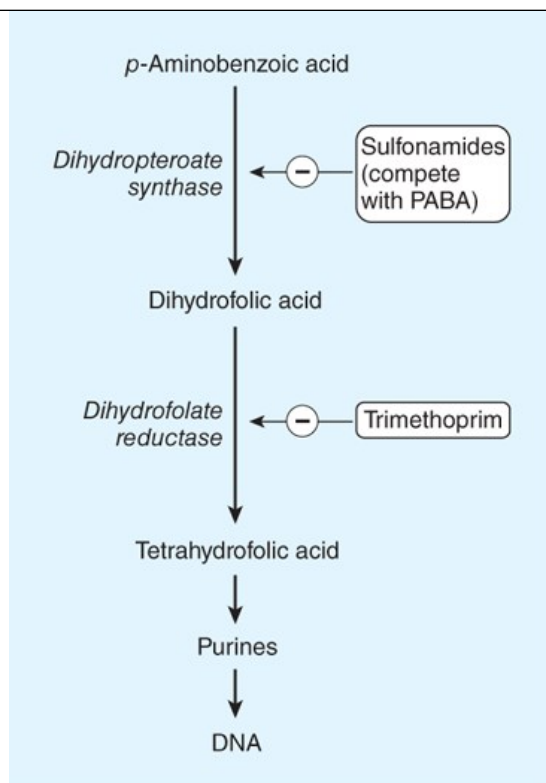 p-Aminobenzoic acid
Dihydropteroate
synthase
Sulfonamides
(compete
with PABA)
Dihydrofolic acid
Dihydrofolate
reductase
Trimethoprim
Tetrahydrofolic acid
Purines
DNA